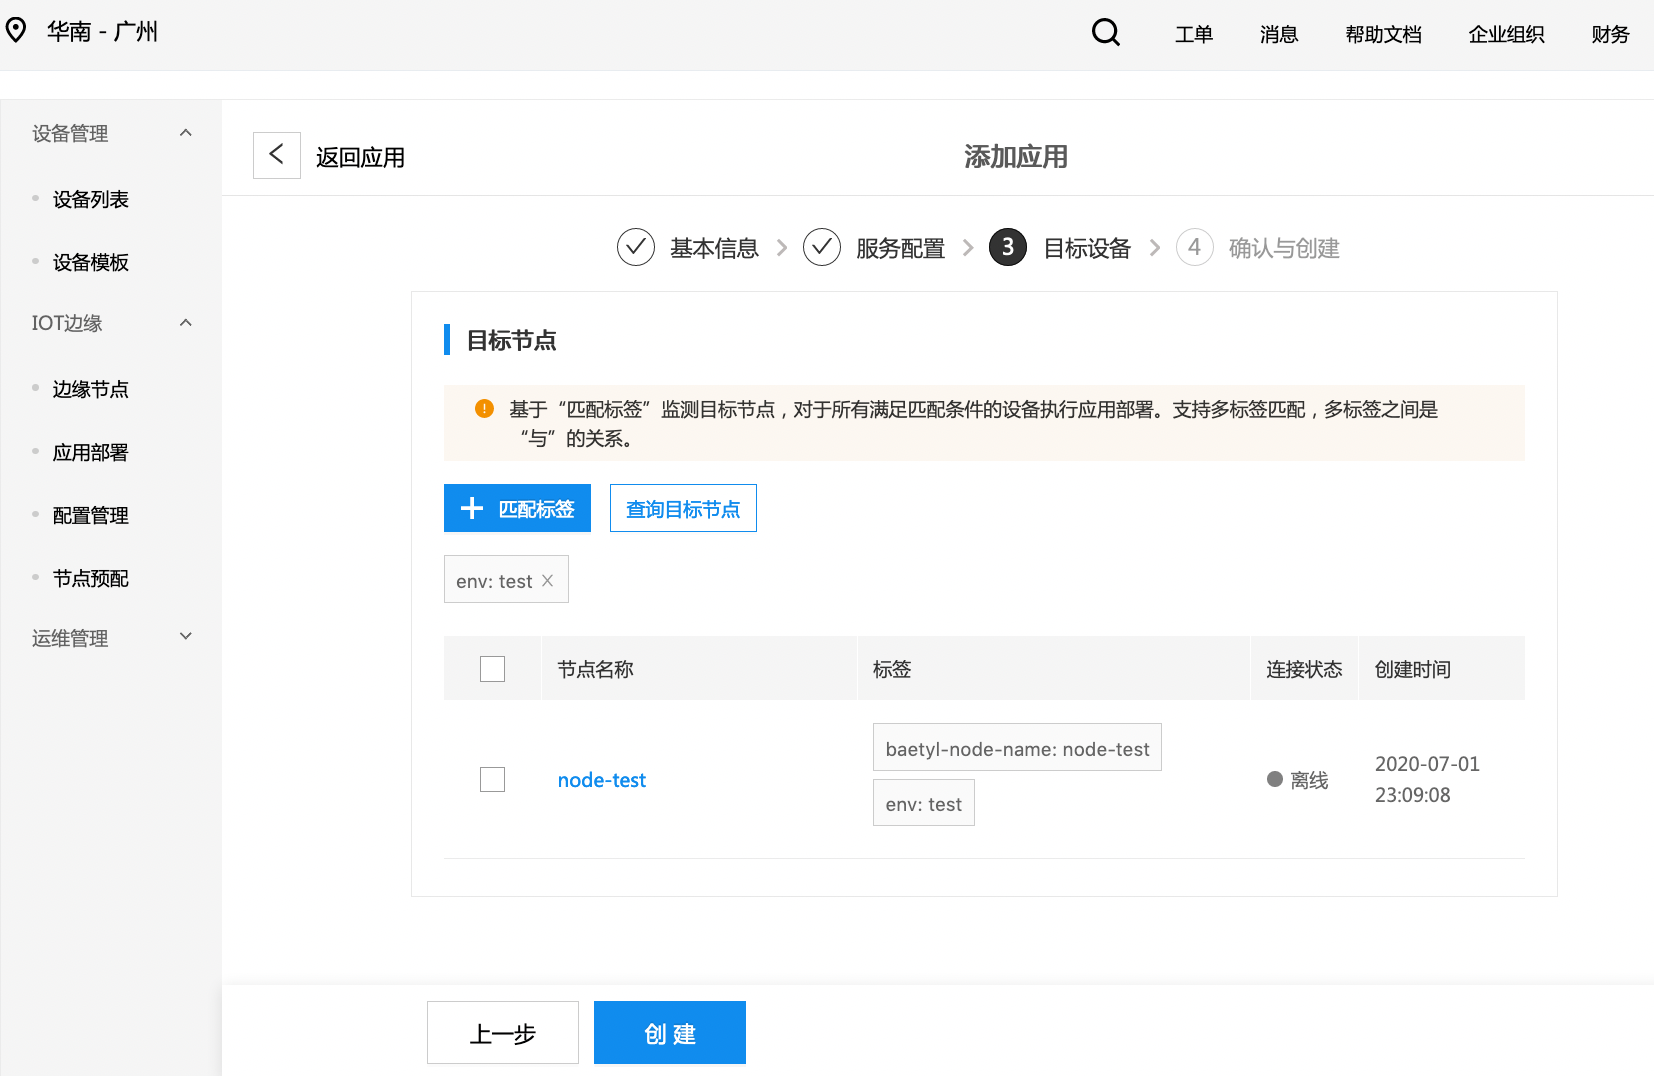 华南 - 广州
工单 消息 帮助文档 企业组织 财务
设备管理
设备列表
设备模板
IOT边缘
边缘节点
应用部署
配置管理
节点预配
运维管理
返回应用
添加应用
基本信息 服务配置 3 目标设备 4 确认与创建
目标节点
基于“匹配标签”监测目标节点，对于所有满足匹配条件的设备执行应用部署。支持多标签匹配，多标签之间是
“与”的关系。
匹配标签 查询目标节点
env: test
节点名称 标签 连接状态 创建时间
node-test
baetyl-node-name: node-test
env: test
离线
2020-07-01
23:09:08
上一步 创 建